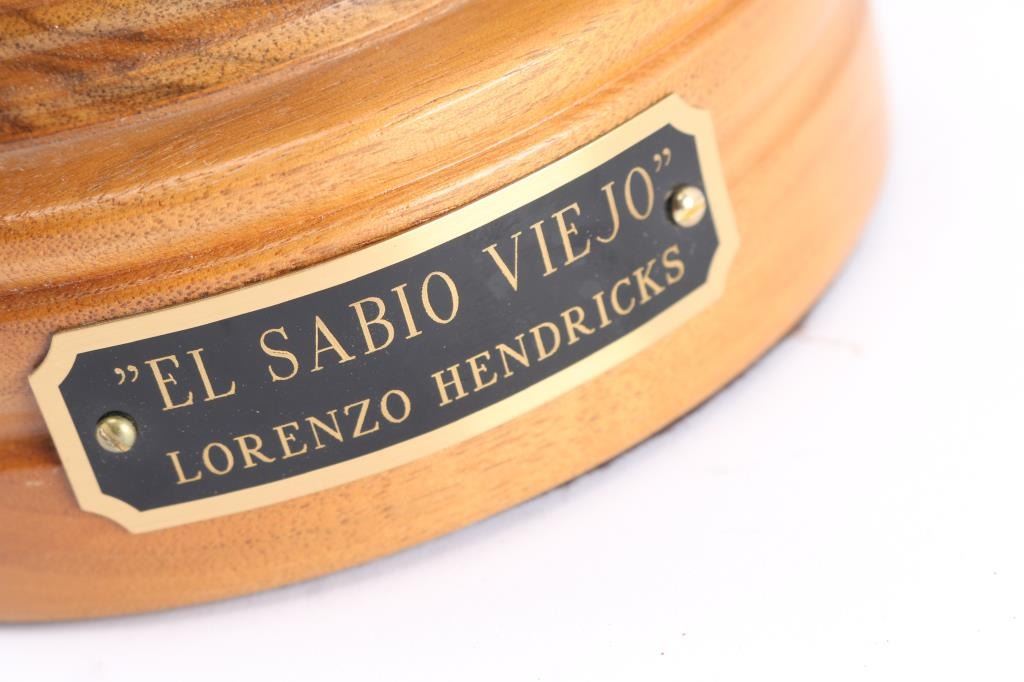 ”EL SABIO VIEJO”
LORENZO HENDRICKS